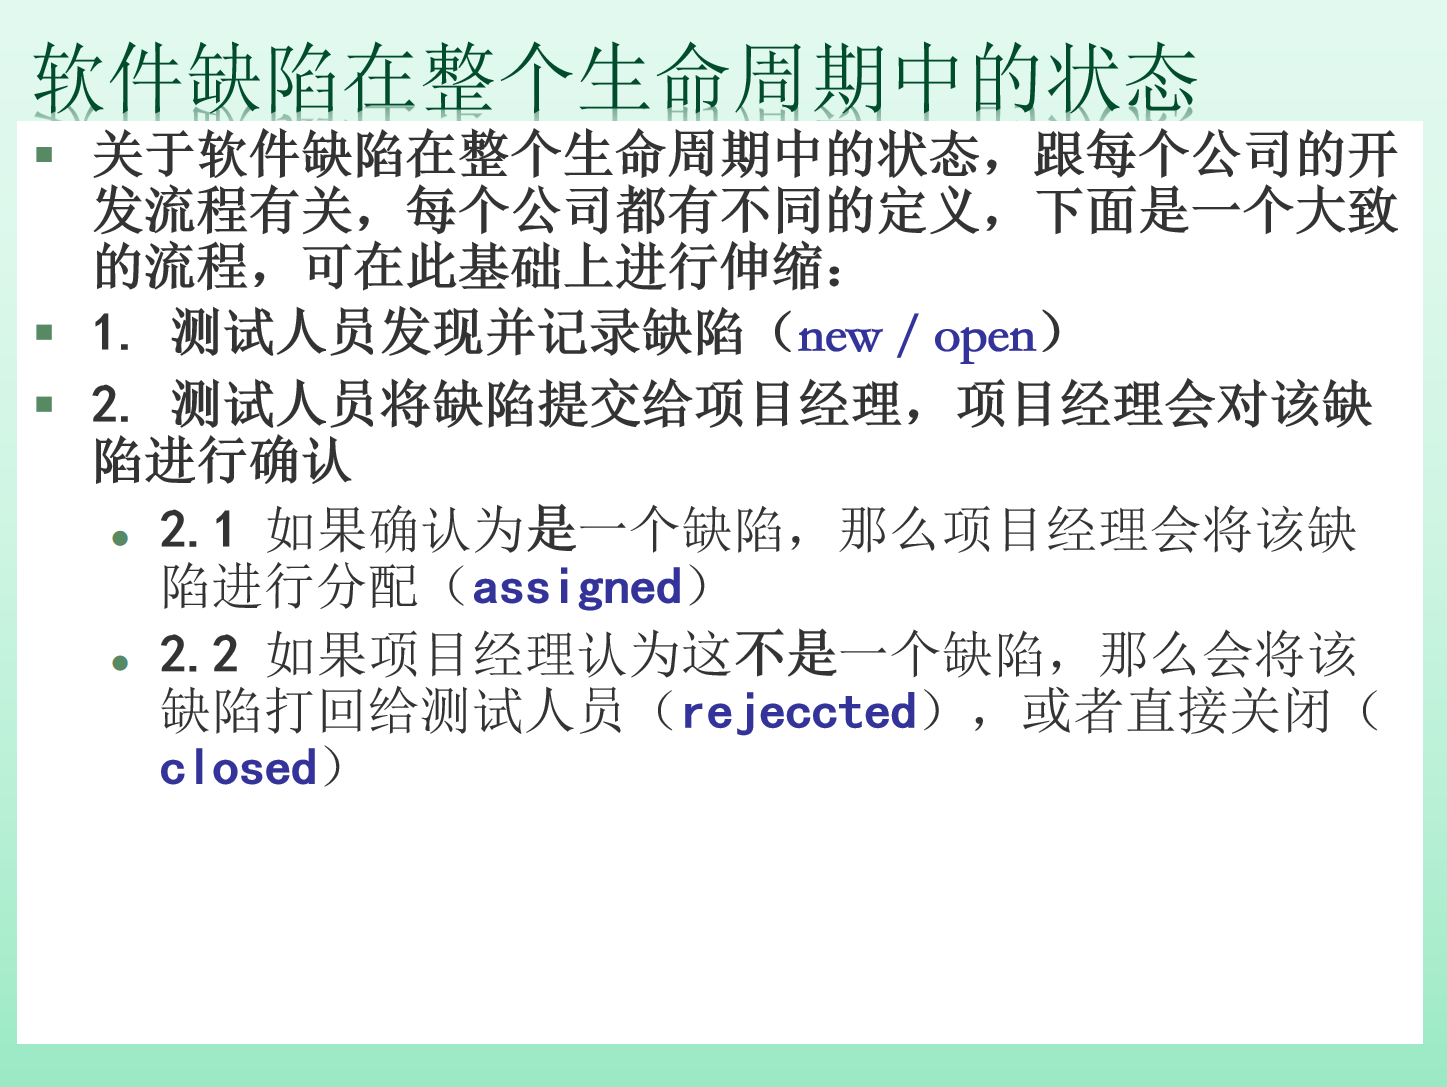 软件缺陷在整个生命周期中的状态
关于软件缺陷在整个生命周期中的状态，跟每个公司的开
发流程有关，每个公司都有不同的定义，下面是一个大致
的流程，可在此基础上进行伸缩：
1. 测试人员发现并记录缺陷（new / open）
2. 测试人员将缺陷提交给项目经理，项目经理会对该缺
陷进行确认
2.1 如果确认为是一个缺陷，那么项目经理会将该缺
陷进行分配（assigned）
2.2 如果项目经理认为这不是一个缺陷，那么会将该
缺陷打回给测试人员（rejeccted），或者直接关闭（
closed）